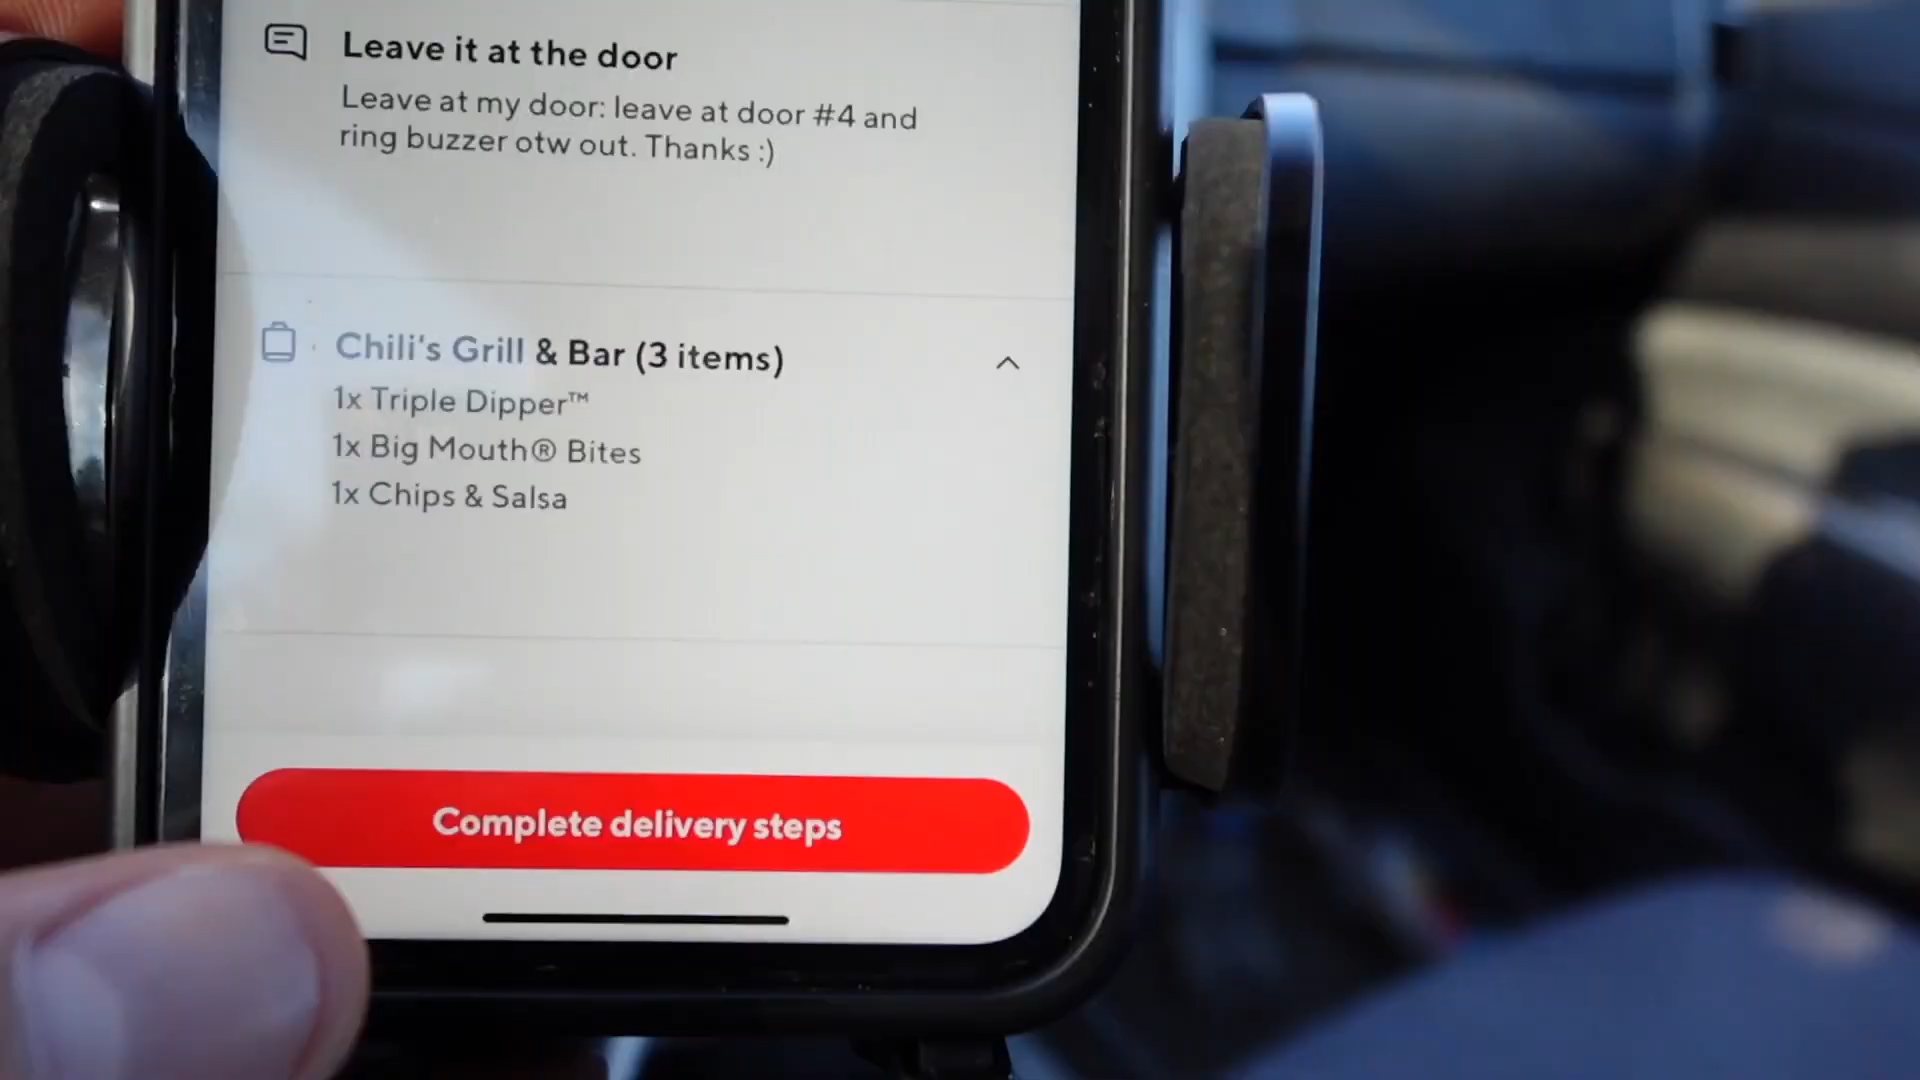 Leave it at the door
Leave at my door: leave at door #4 and
ring buzzer otw out. Thanks :)
Chili's Grill & Bar (3 items)
1x Triple Dipper™
1x Big Mouth® Bites
1x Chips & Salsa
Complete delivery steps